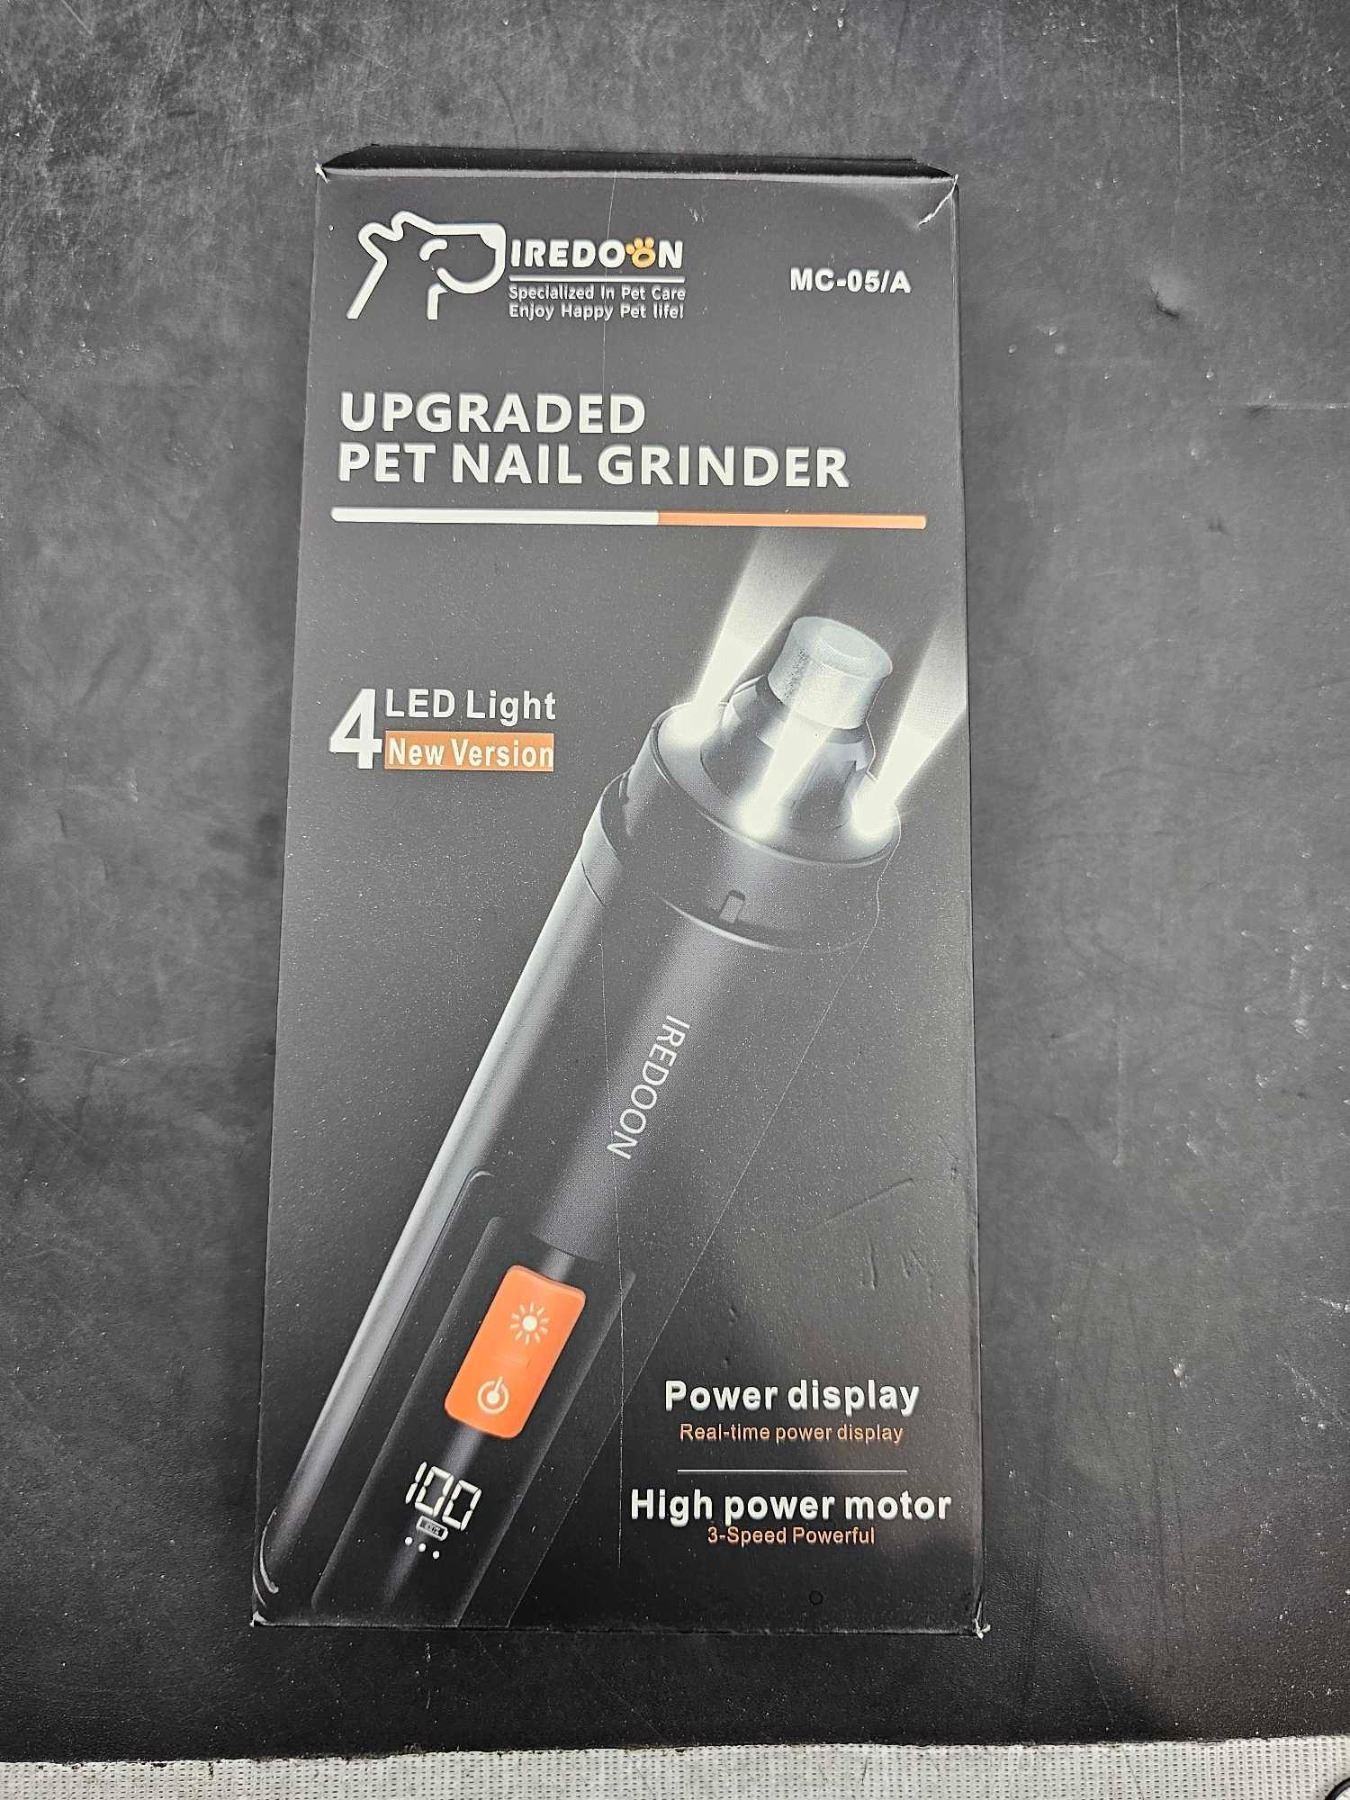 IREDOON
Specialized In Pet Care
Enjoy Happy Pet life!
MC-05/A
UPGRADED
PET NAIL GRINDER
4 LED Light
New Version
IREDOON
100
Power display
Real-time power display
High power motor
3-Speed Powerful